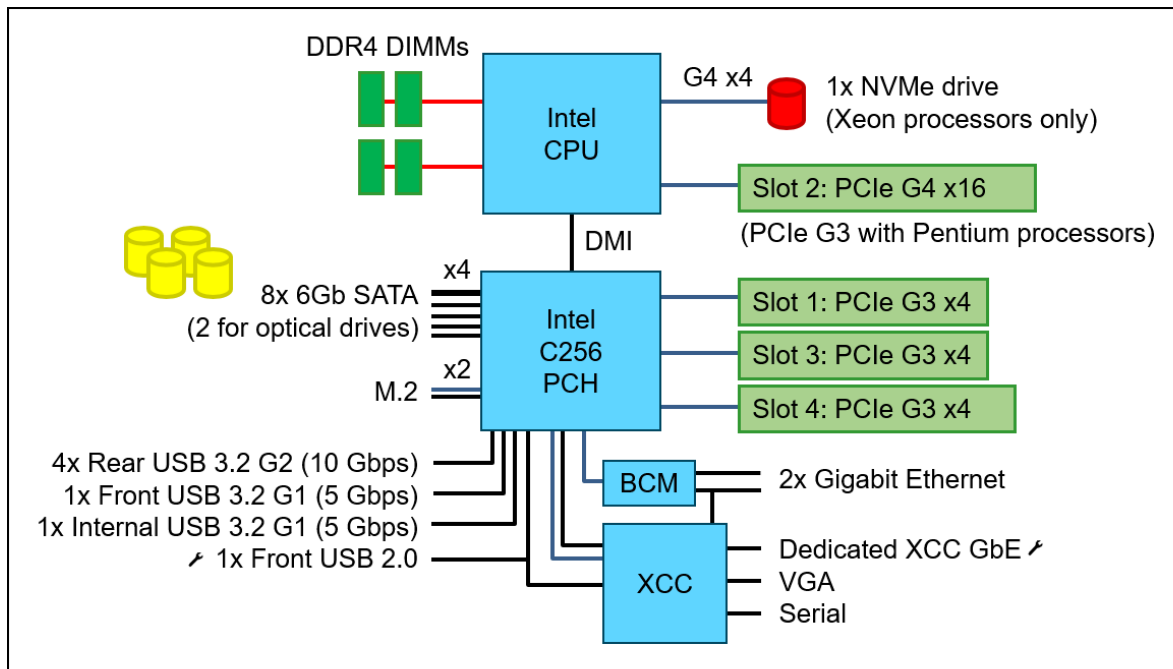 DDR4 DIMMs
Intel
CPU
G4 x4
1x NVMe drive
(Xeon processors only)
Slot 2: PCIe G4 x16
(PCIe G3 with Pentium processors)
DMI
x4
8x 6Gb SATA
(2 for optical drives)
x2
M.2
Intel
C256
PCH
Slot 1: PCIe G3 x4
Slot 3: PCIe G3 x4
Slot 4: PCIe G3 x4
4x Rear USB 3.2 G2 (10 Gbps)
1x Front USB 3.2 G1 (5 Gbps)
1x Internal USB 3.2 G1 (5 Gbps)
1x Front USB 2.0
BCM
2x Gigabit Ethernet
XCC
Dedicated XCC GbE
VGA
Serial